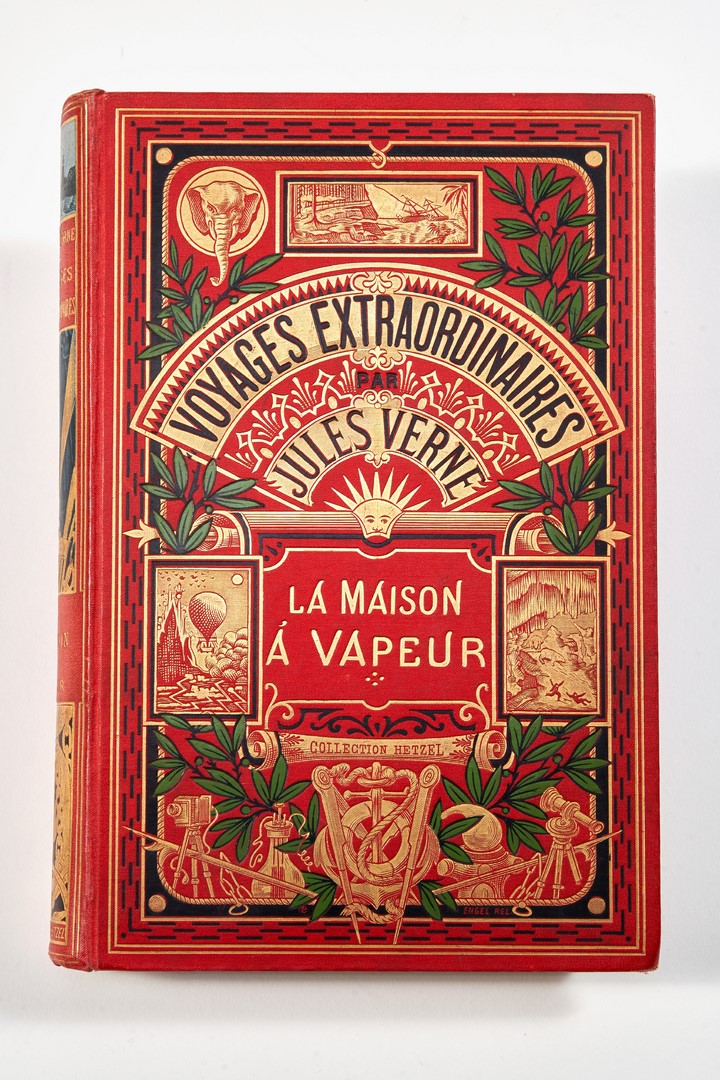 VOYAGES EXTRAORDINAIRES
PAR
JULES VERNE
LA MAISON
Á VAPEUR
COLLECTION HETZEL
ENGEL REL